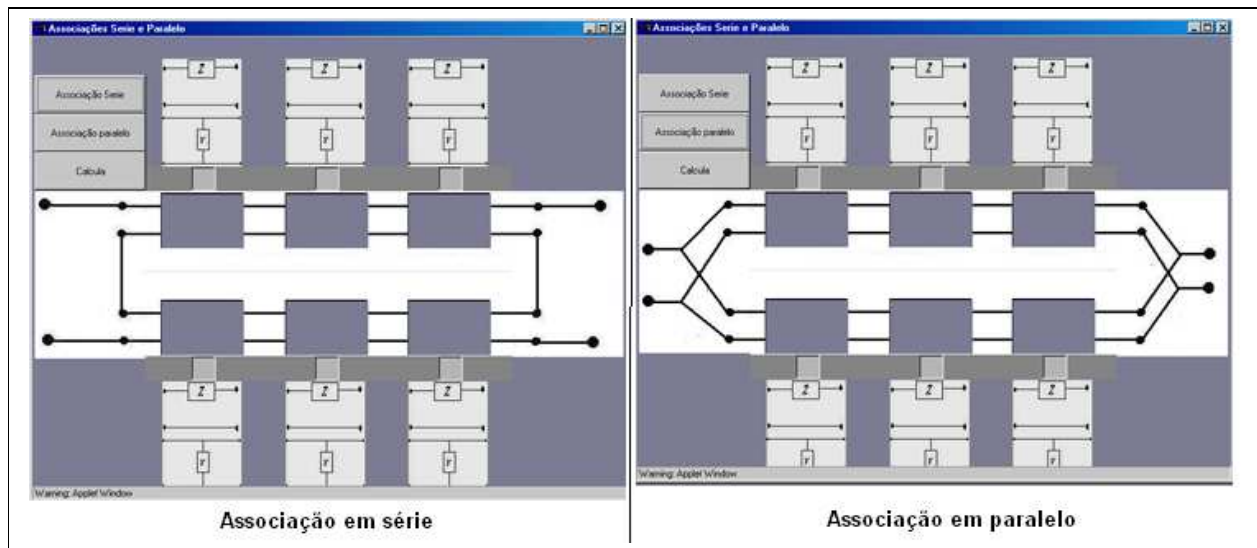 Associações Serie e Paralelo
Z Z Z
Associação Serie
Associação paralelo
Y Y Y
Calcula
Z Z Z
Y Y Y
Warning: Applet Window
Associação em série
Associações Serie e Paralelo
Z Z Z
Associação Serie
Associação paralelo
Y Y Y
Calcula
Z Z Z
Y Y Y
Warning: Applet Window
Associação em paralelo